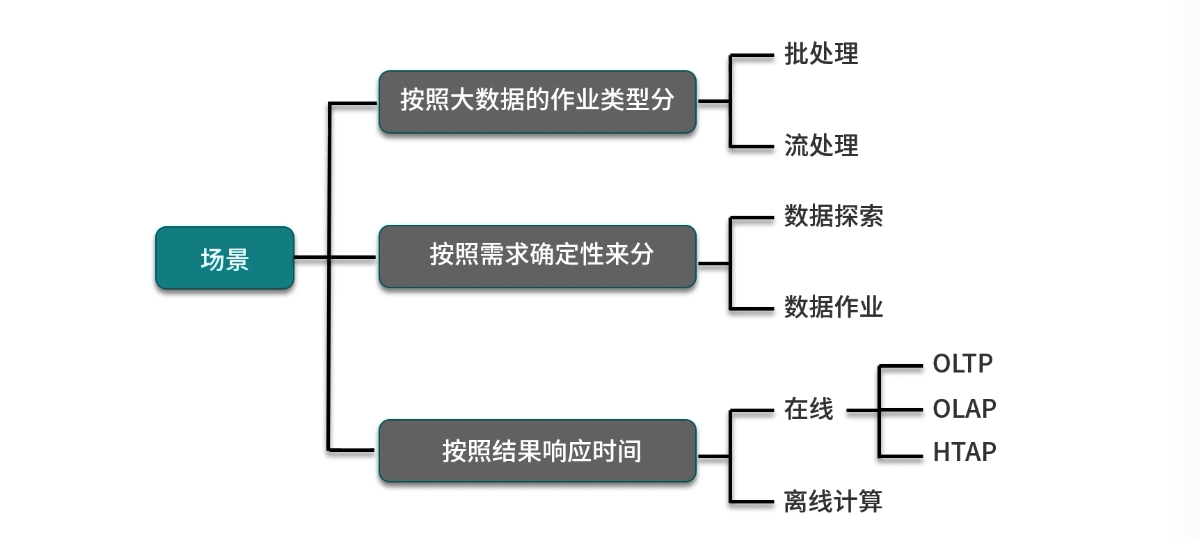 场景
按照大数据的作业类型分
批处理
流处理
按照需求确定性来分
数据探索
数据作业
按照结果响应时间
在线
OLTP
OLAP
HTAP
离线计算